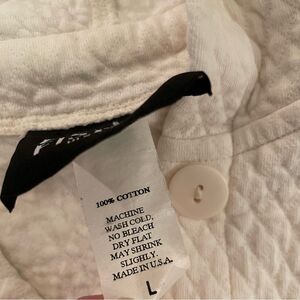 100% COTTON
MACHINE
WASH COLD,
NO BLEACH
DRY FLAT
MAY SHRINK
SLIGHTLY.
MADE IN U.S.A.
L